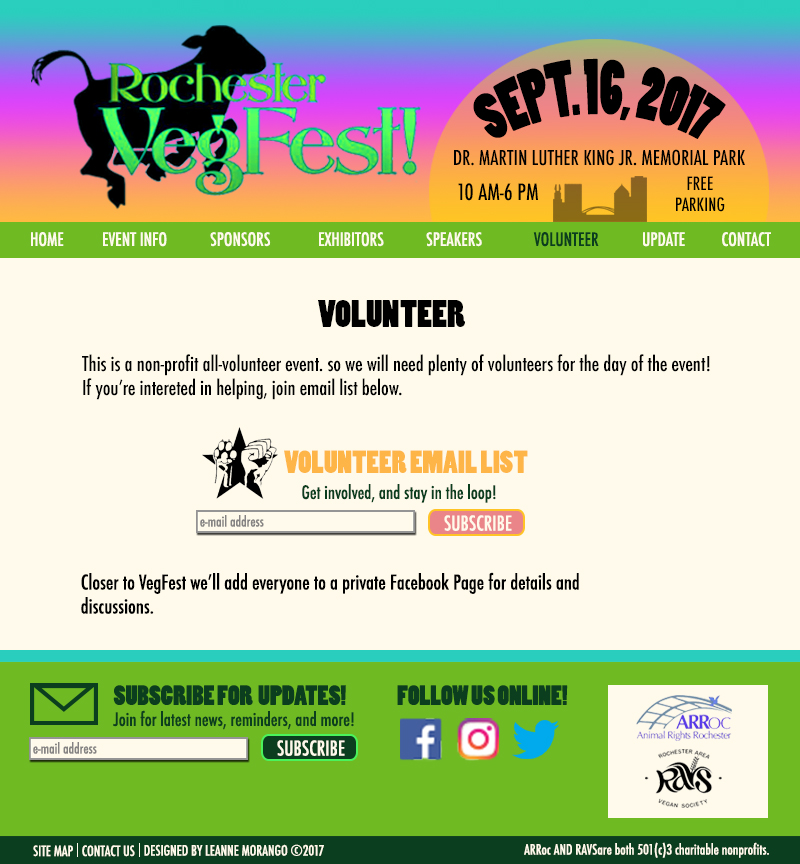 Rochester
VegFest!
SEPT. 16, 2017
DR. MARTIN LUTHER KING JR. MEMORIAL PARK
10 AM-6 PM
FREE
PARKING
HOME EVENT INFO SPONSORS EXHIBITORS SPEAKERS VOLUNTEER UPDATE CONTACT
VOLUNTEER
This is a non-profit all-volunteer event. so we will need plenty of volunteers for the day of the event!
If you're intereted in helping, join email list below.
VOLUNTEER EMAIL LIST
Get involved, and stay in the loop!
e-mail address SUBSCRIBE
Closer to VegFest we'll add everyone to a private Facebook Page for details and
discussions.
SUBSCRIBE FOR UPDATES!
Join for latest news, reminders, and more!
e-mail address SUBSCRIBE
FOLLOW US ONLINE!
ARROC
Animal Rights Rochester
ROCHESTER AREA
RAVS
VEGAN SOCIETY
SITE MAP | CONTACT US | DESIGNED BY LEANNE MORANGO ©2017
ARRoc AND RAVSare both 501(c)3 charitable nonprofits.